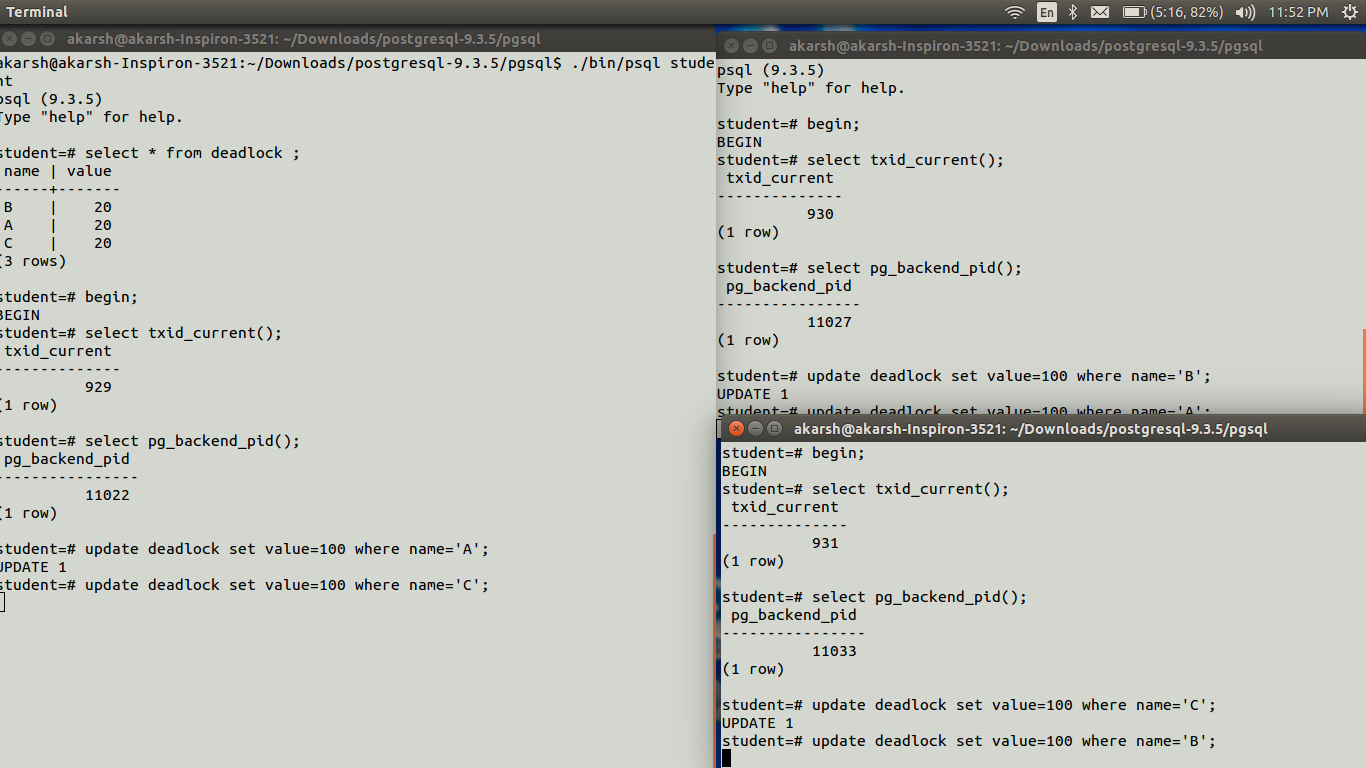 Terminal
En
(5:16, 82%)
11:52 PM
akarsh@akarsh-Inspiron-3521: ~/Downloads/postgresql-9.3.5/pgsql
akarsh@akarsh-Inspiron-3521:~/Downloads/postgresql-9.3.5/pgsql$ ./bin/psql stude
nt
psql (9.3.5)
Type "help" for help.
student=# select * from deadlock ;
name | value
------+-------
B    |    20
A    |    20
C    |    20
(3 rows)
student=# begin;
BEGIN
student=# select txid_current();
txid_current
--------------
929
(1 row)
student=# select pg_backend_pid();
pg_backend_pid
----------------
11022
(1 row)
student=# update deadlock set value=100 where name='A';
UPDATE 1
student=# update deadlock set value=100 where name='C';
akarsh@akarsh-Inspiron-3521: ~/Downloads/postgresql-9.3.5/pgsql
psql (9.3.5)
Type "help" for help.
student=# begin;
BEGIN
student=# select txid_current();
txid_current
--------------
930
(1 row)
student=# select pg_backend_pid();
pg_backend_pid
----------------
11027
(1 row)
student=# update deadlock set value=100 where name='B';
UPDATE 1
student=# update deadlock set value=100 where name='A';
akarsh@akarsh-Inspiron-3521: ~/Downloads/postgresql-9.3.5/pgsql
student=# begin;
BEGIN
student=# select txid_current();
txid_current
--------------
931
(1 row)
student=# select pg_backend_pid();
pg_backend_pid
----------------
11033
(1 row)
student=# update deadlock set value=100 where name='C';
UPDATE 1
student=# update deadlock set value=100 where name='B';